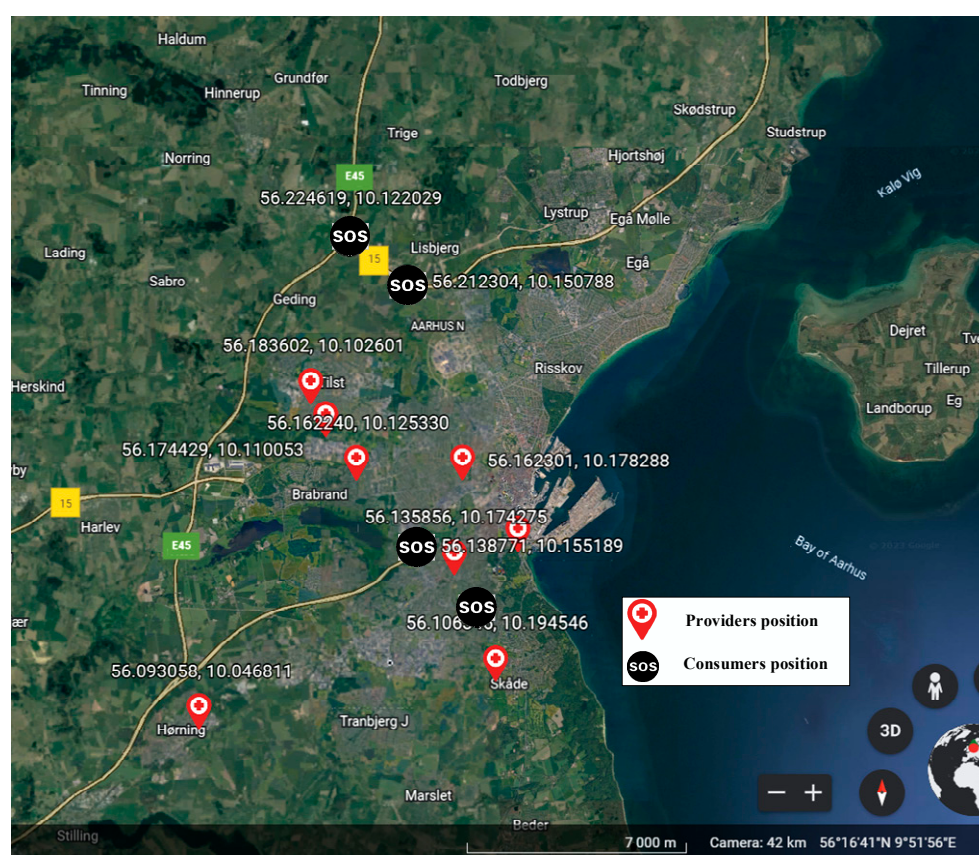 Haldum
Grundfør
Tinning
Hinnerup
Todbjerg
Skødstrup
Trige
Studstrup
Norring
Hjortshøj
E45
Kalø Vig
56.224619, 10.122029
Lystrup
Egå Mølle
SOS
Lading
15
Lisbjerg
Egå
Sabro
SOS
56.212304, 10.150788
Geding
AARHUS N
Dejret
56.183602, 10.102601
Risskov
Tillerup
Herskind
Tilst
Landborup
Eg
56.162240, 10.125330
56.174429, 10.110053
56.162301, 10.178288
Brabrand
15
Harlev
56.135856, 10.174275
E45
SOS
56.138771, 10.155189
Bay of Aarhus
SOS
10.194546
Providers position
SOS
Consumers position
56.093058, 10.046811
Skåde
Hørning
Tranbjerg J
3D
Marslet
Beder
Stilling
7 000 m
Camera: 42 km 56°16'41"N 9°51'56"E